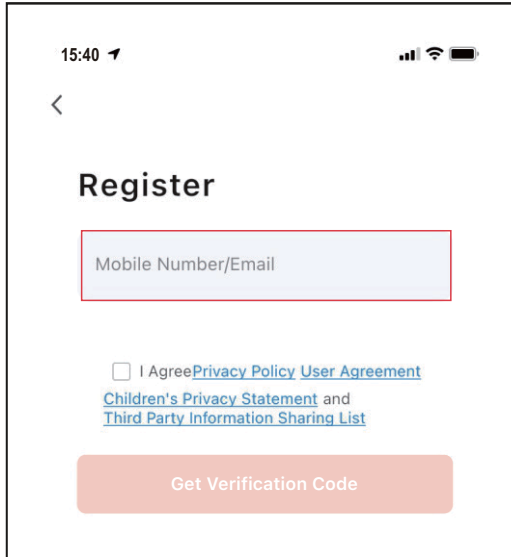 15:40
Register
Mobile Number/Email
I AgreePrivacy Policy User Agreement
Children's Privacy Statement and
Third Party Information Sharing List
Get Verification Code